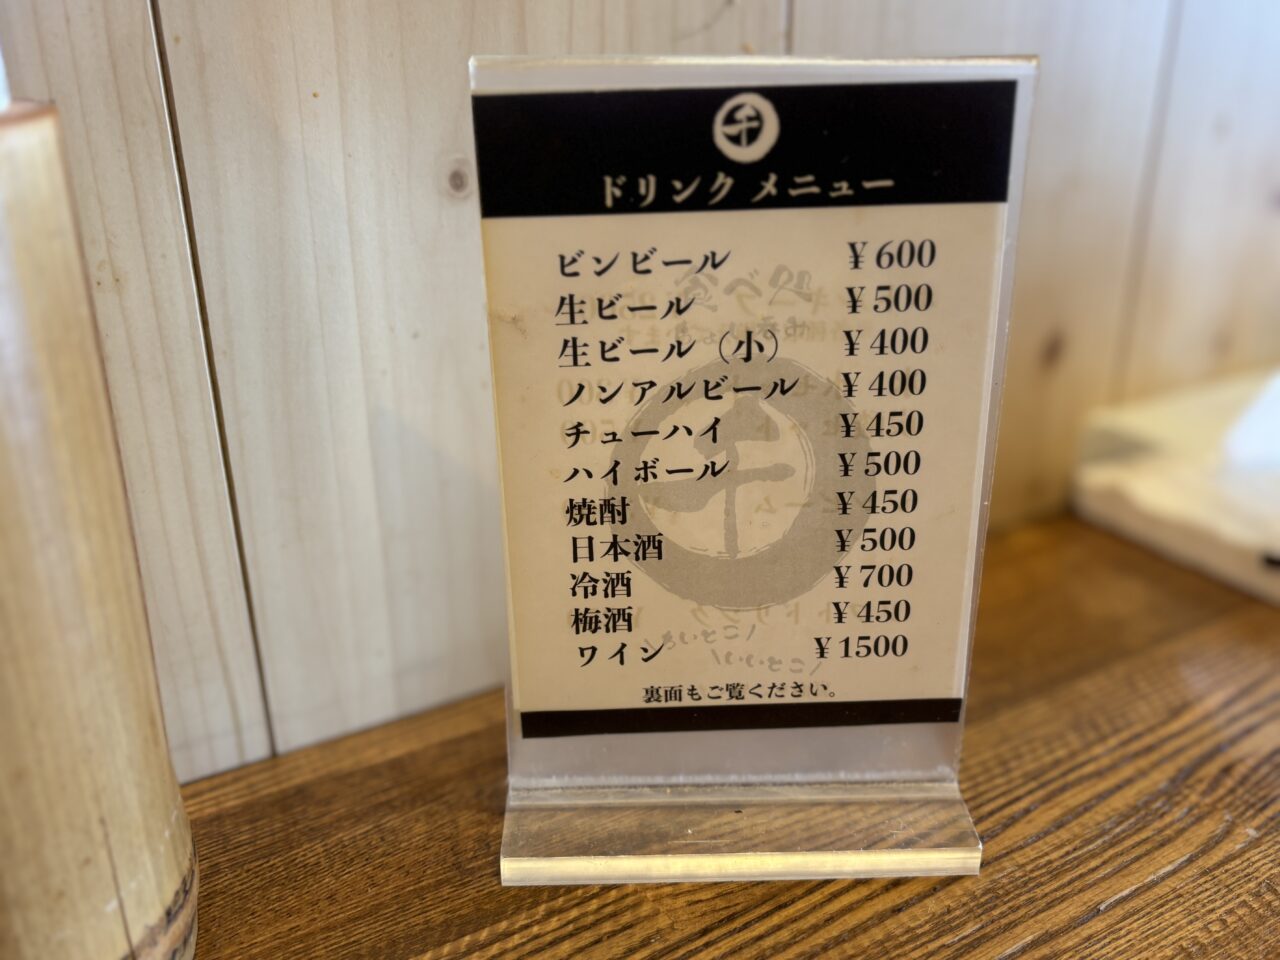 千
ドリンク メニュー
ビンビール ¥600
生ビール ¥500
生ビール（小） ¥400
ノンアルビール ¥400
チューハイ ¥450
ハイボール ¥500
焼酎 ¥450
日本酒 ¥500
冷酒 ¥700
梅酒 ¥450
ワイン ¥1500
裏面もご覧ください。
千